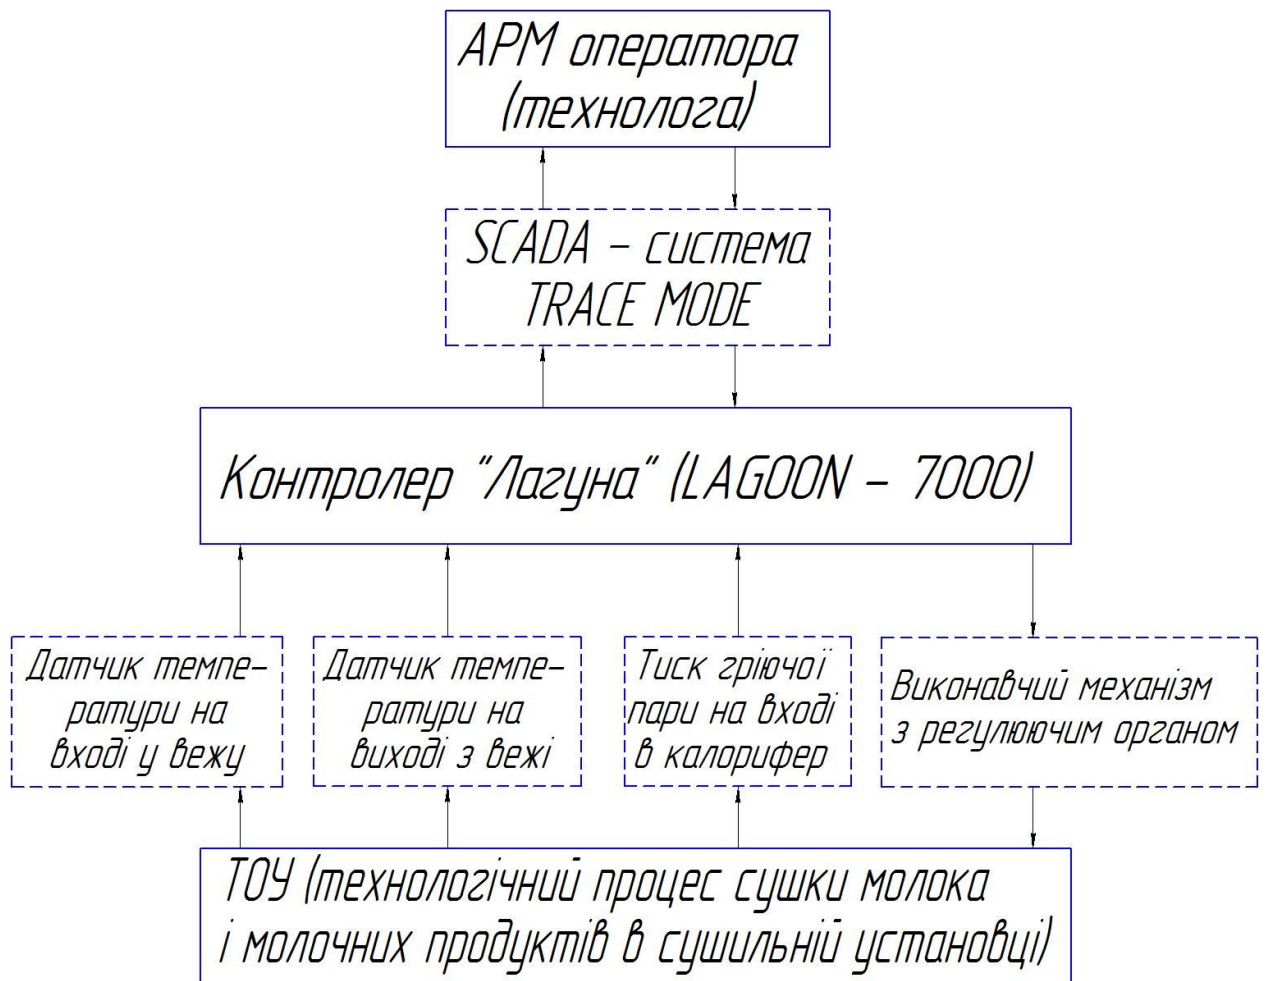 АРМ оператора
(технолога)
SCADA – система
TRACE MODE
Контролер "Лагуна" (LAGOON – 7000)
Датчик темпе–
ратури на
вході у вежу
Датчик темпе–
ратури на
виході з вежі
Тиск гріючої
пари на вході
в калорифер
Виконавчий механізм
з регулюючим органом
ТОУ (технологічний процес сушки молока
і молочних продуктів в сушильній установці)